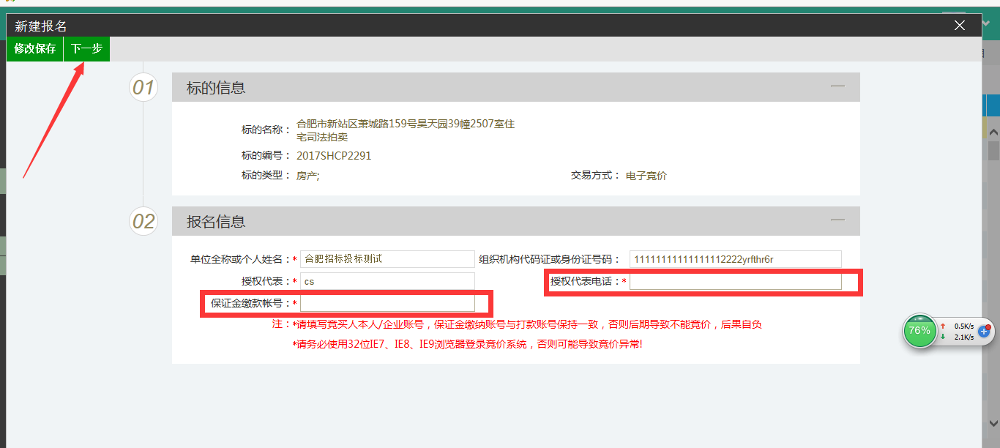 新建报名
修改保存 下一步
01 标的信息
标的名称： 合肥市新站区萧城路159号昊天园39幢2507室住
宅司法拍卖
标的编号： 2017SHCP2291
标的类型： 房产; 交易方式： 电子竞价
02 报名信息
单位全称或个人姓名：* 合肥招标投标测试 组织机构代码证或身份证号码： 11111111111111112222yrfthr6r
授权代表：* cs 授权代表电话：*
保证金缴款帐号：*
注：*请填写竞买人本人/企业账号，保证金缴纳账号与打款账号保持一致，否则后期导致不能竞价，后果自负
*请务必使用32位IE7、IE8、IE9浏览器登录竞价系统，否则可能导致竞价异常!
76% 0.5K/s
2.1K/s